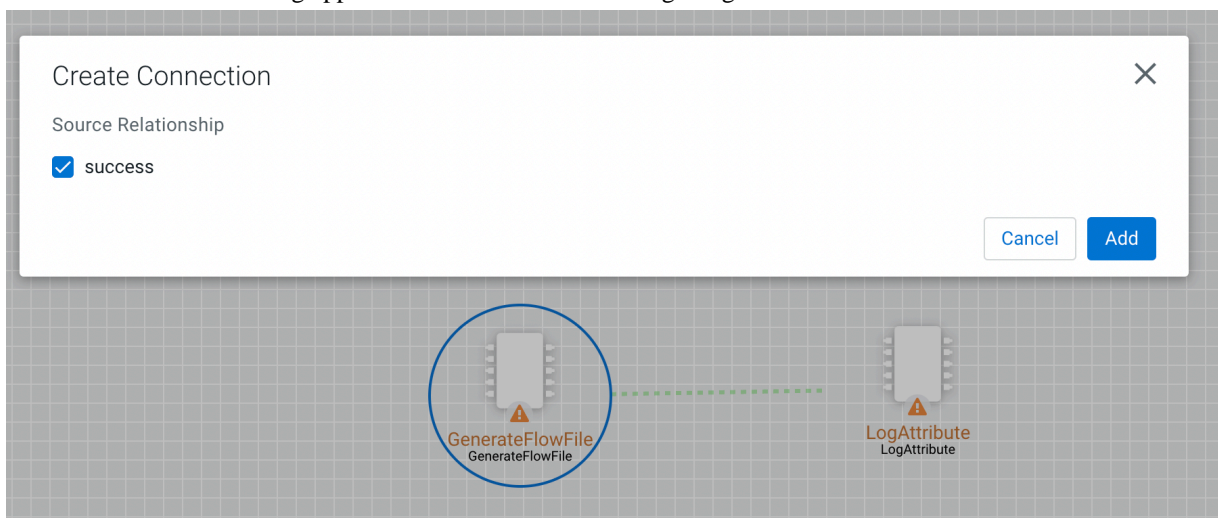 Create Connection
Source Relationship
success
Cancel Add
GenerateFlowFile
GenerateFlowFile
LogAttribute
LogAttribute